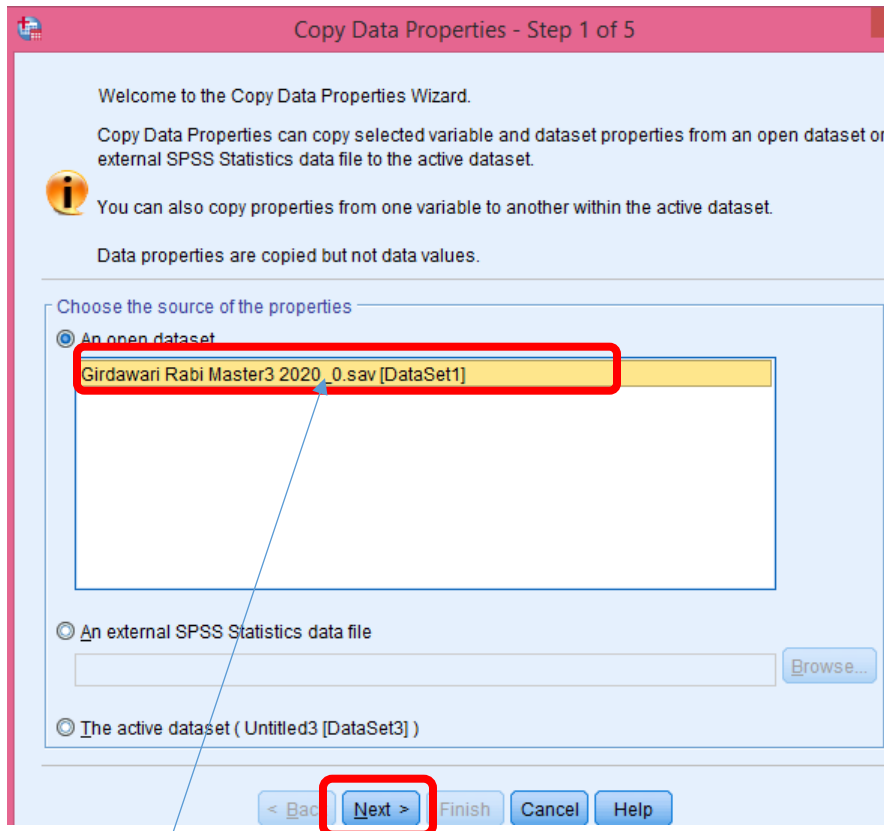 Copy Data Properties - Step 1 of 5
Welcome to the Copy Data Properties Wizard.
Copy Data Properties can copy selected variable and dataset properties from an open dataset or
external SPSS Statistics data file to the active dataset.
You can also copy properties from one variable to another within the active dataset.
Data properties are copied but not data values.
Choose the source of the properties
An open dataset
Girdawari Rabi Master3 2020_0.sav [DataSet1]
An external SPSS Statistics data file
Browse...
The active dataset ( Untitled3 [DataSet3] )
< Bac Next > Finish Cancel Help